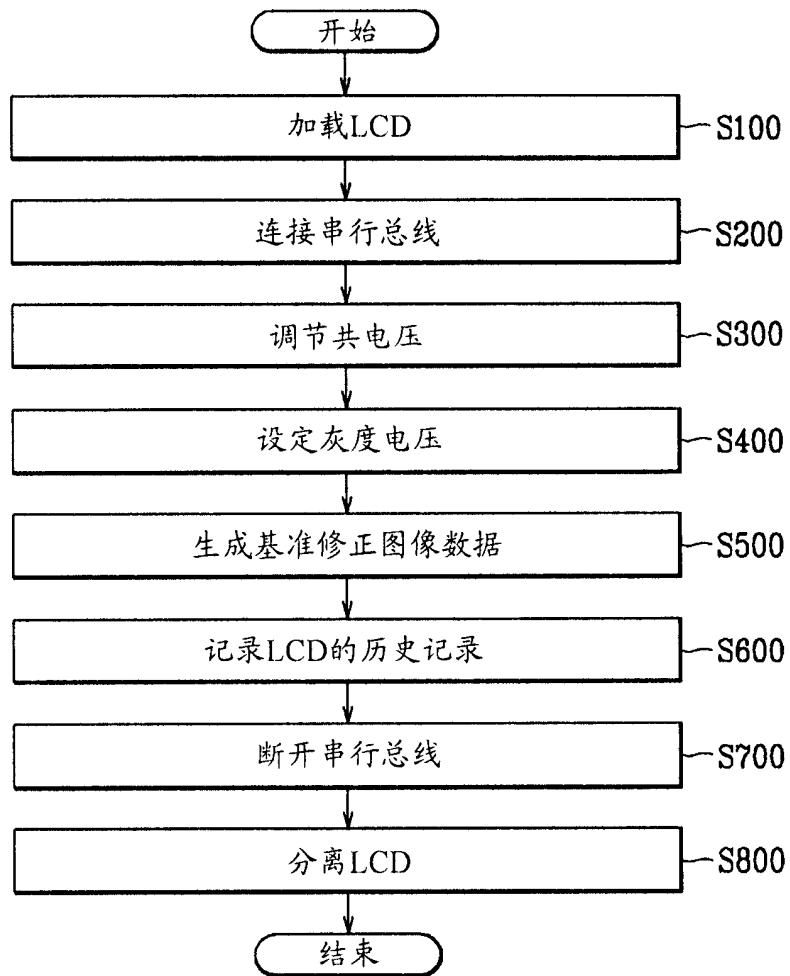 开始
加载LCD
S100
连接串行总线
S200
调节共电压
S300
设定灰度电压
S400
生成基准修正图像数据
S500
记录LCD的历史记录
S600
断开串行总线
S700
分离LCD
S800
结束